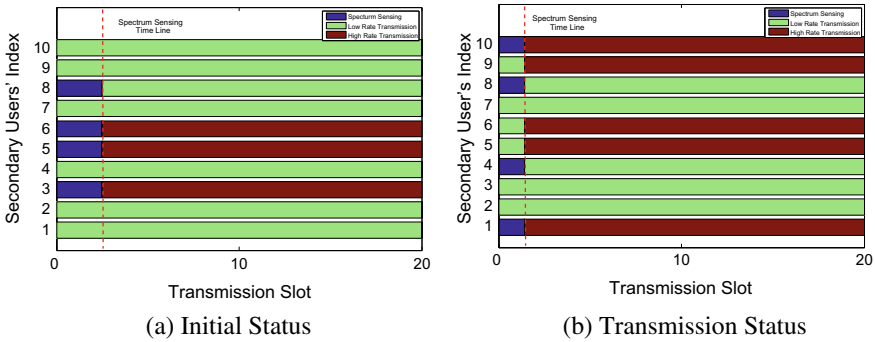 Spectrum Sensing
Time Line
Specturm Sensing
Low Rate Transmission
High Rate Transmission
Secondary Users' Index
10
9
8
7
6
5
4
3
2
1
0
10
20
Transmission Slot
(a) Initial Status
Spectrum Sensing
Time Line
Specturm Sensing
Low Rate Transmission
High Rate Transmission
Secondary User's Index
10
9
8
7
6
5
4
3
2
1
0
10
20
Transmission Slot
(b) Transmission Status